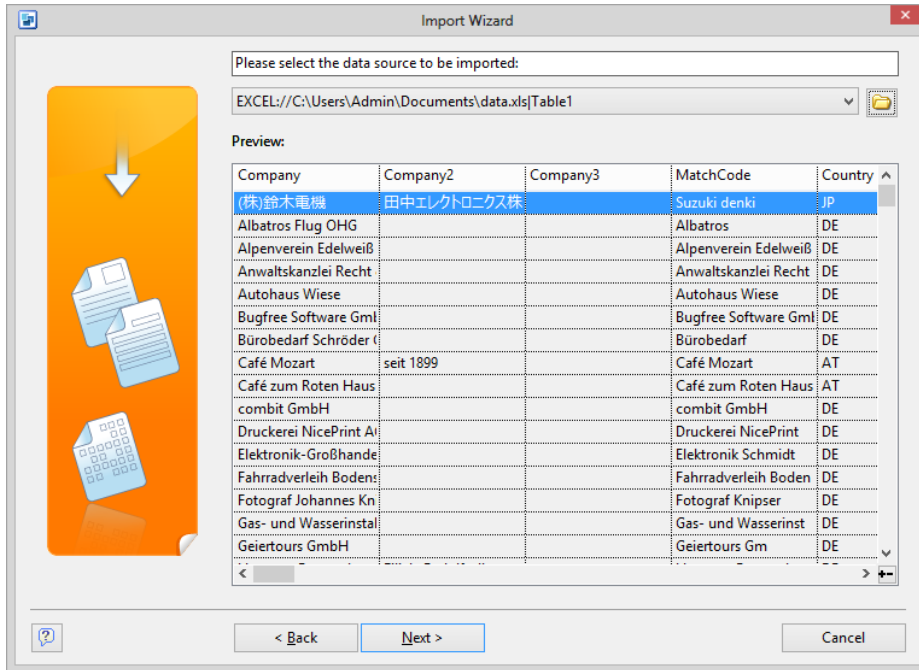 Import Wizard
Please select the data source to be imported:
EXCEL://C:\Users\Admin\Documents\data.xls|Table1
Preview:
Company Company2 Company3 MatchCode Country
(株)鈴木電機 田中エレクトロニクス株 Suzuki denki JP
Albatros Flug OHG Albatros DE
Alpenverein Edelweiß Alpenverein Edelweiß DE
Anwaltskanzlei Recht Anwaltskanzlei Recht DE
Autohaus Wiese Autohaus Wiese DE
Bugfree Software Bugfree Software DE
Bürobedarf Schröder Bürobedarf DE
Café Mozart seit 1899 Café Mozart AT
Café zum Roten Haus Café zum Roten Haus AT
combit GmbH combit GmbH DE
Druckerei NicePrint Druckerei NicePrint DE
Elektronik-Großhande Elektronik Schmidt DE
Fahrradverleih Bodens Fahrradverleih Boden DE
Fotograf Johannes Kn Fotograf Knipser DE
Gas- und Wasserinstal Gas- und Wasserinst DE
Geiertours GmbH Geiertours Gm DE
< Back Next > Cancel